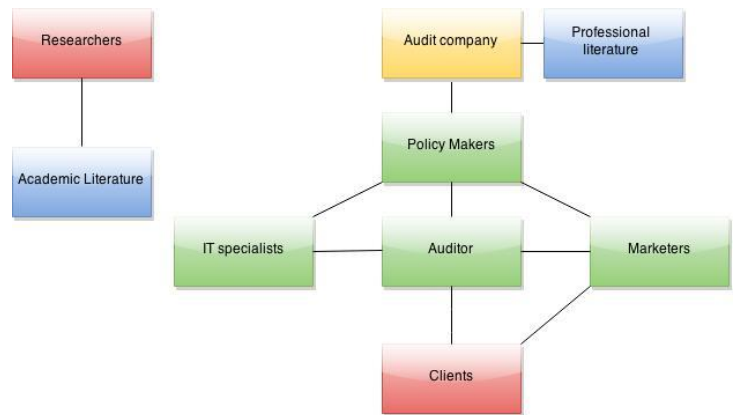 Researchers
Audit company
Professional
literature
Policy Makers
Academic Literature
IT specialists
Auditor
Marketers
Clients